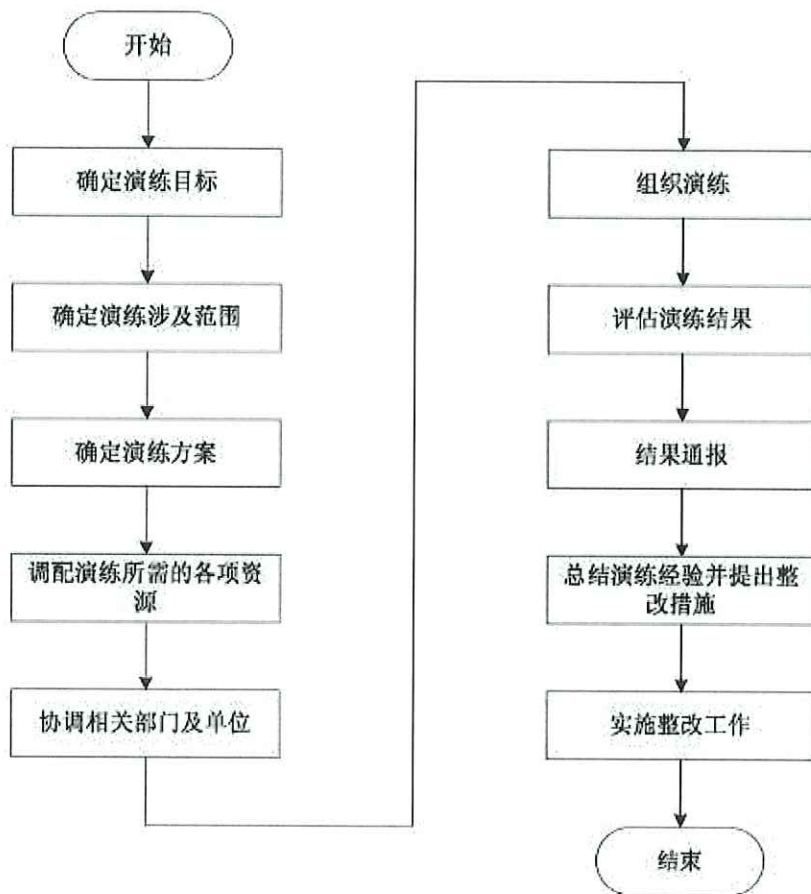 开始
确定演练目标
确定演练涉及范围
确定演练方案
调配演练所需的各项资
源
协调相关部门及单位
组织演练
评估演练结果
结果通报
总结演练经验并提出整
改措施
实施整改工作
结束